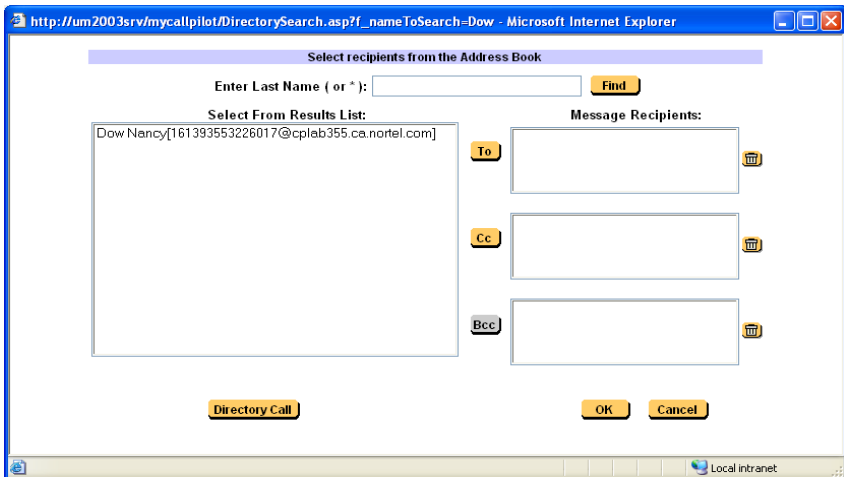 http://um2003srv/mycallpilot/DirectorySearch.asp?f_nameToSearch=Dow - Microsoft Internet Explorer
Select recipients from the Address Book
Enter Last Name ( or * ): Find
Select From Results List: Message Recipients:
Dow Nancy[161393553226017@cplab355.ca.nortel.com]
To
Cc
Bcc
Directory Call OK Cancel
Local intranet